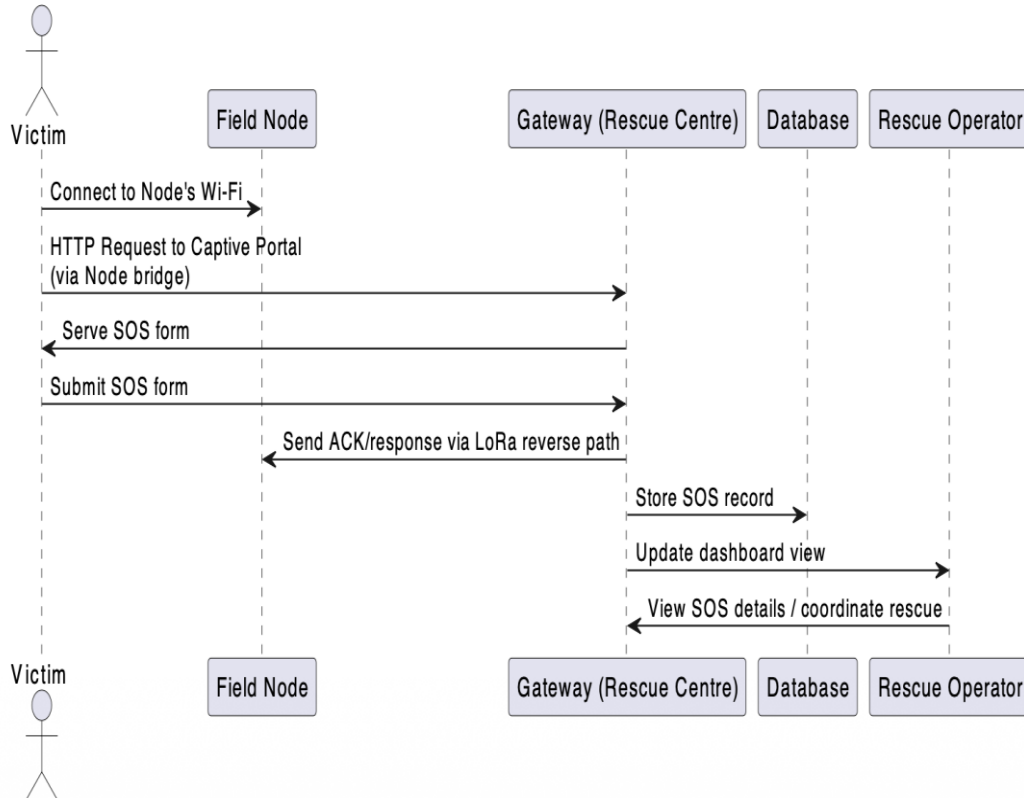 Victim
Field Node
Gateway (Rescue Centre)
Database
Rescue Operator
Connect to Node's Wi-Fi
HTTP Request to Captive Portal
(via Node bridge)
Serve SOS form
Submit SOS form
Send ACK/response via LoRa reverse path
Store SOS record
Update dashboard view
View SOS details / coordinate rescue
Victim
Field Node
Gateway (Rescue Centre)
Database
Rescue Operator